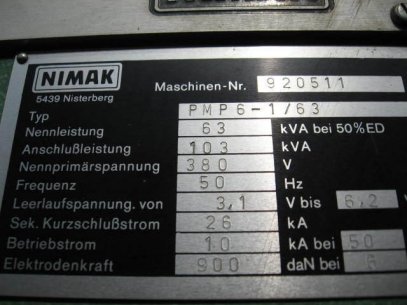 NIMAK
5439 Nisterberg
Maschinen-Nr. 920511
Typ PMP6-1/63
Nennleistung 63 kVA bei 50%ED
Anschlußleistung 103 kVA
Nennprimärspannung 380 V
Frequenz 50 Hz
Leerlaufspannung. von 3,1 V bis 6,2
Sek. Kurzschlußstrom 26 kA
Betriebstrom 10 kA bei 50
Elektrodenkraft 900 daN bei 6